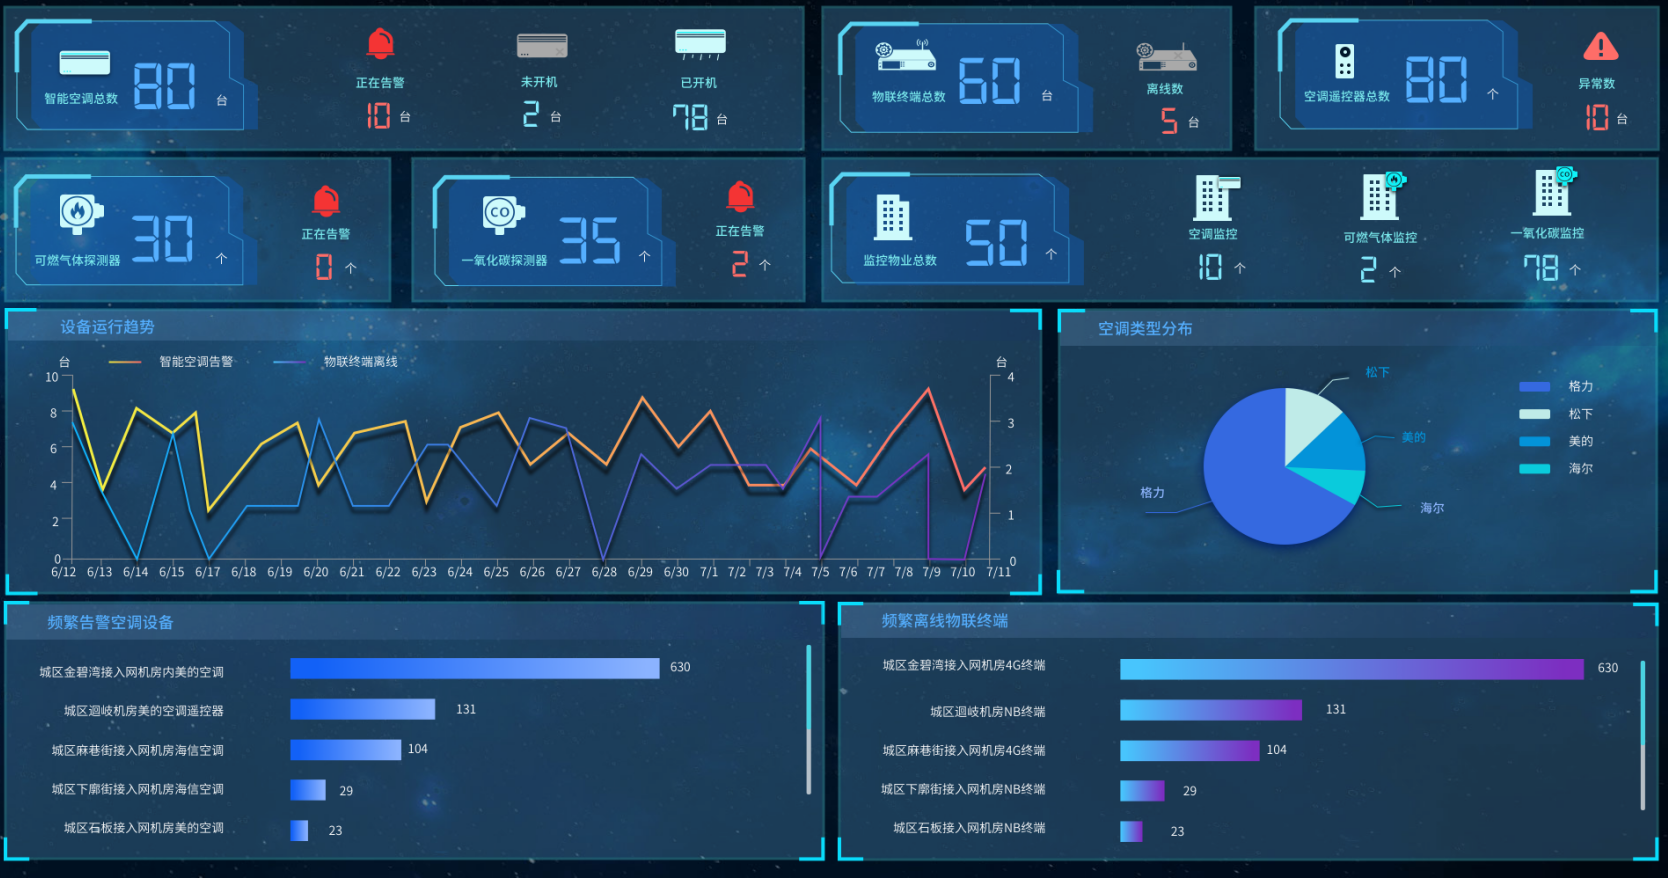 智能空调总数 80 台
正在告警 10 台
未开机 2 台
已开机 78 台
物联终端总数 60 台
离线数 5 台
空调遥控器总数 80 个
异常数 10 台
可燃气体探测器 30 个
正在告警 0 个
CO
一氧化碳探测器 35 个
正在告警 2 个
监控物业总数 50 个
空调监控 10 个
可燃气体监控 2 个
CO
一氧化碳监控 78 个
设备运行趋势
台 智能空调告警 物联终端离线 台
10
8
6
4
2
0
4
3
2
1
0
6/12 6/13 6/14 6/15 6/17 6/18 6/19 6/20 6/21 6/22 6/23 6/24 6/25 6/26 6/27 6/28 6/29 6/30 7/1 7/2 7/3 7/4 7/5 7/6 7/7 7/8 7/9 7/10 7/11
空调类型分布
松下
美的
格力
海尔
格力
松下
美的
海尔
频繁告警空调设备
城区金碧湾接入网机房内美的空调 630
城区迴岐机房美的空调遥控器 131
城区麻巷街接入网机房海信空调 104
城区下廓街接入网机房海信空调 29
城区石板接入网机房美的空调 23
频繁离线物联终端
城区金碧湾接入网机房4G终端 630
城区迴岐机房NB终端 131
城区麻巷街接入网机房4G终端 104
城区下廓街接入网机房NB终端 29
城区石板接入网机房NB终端 23